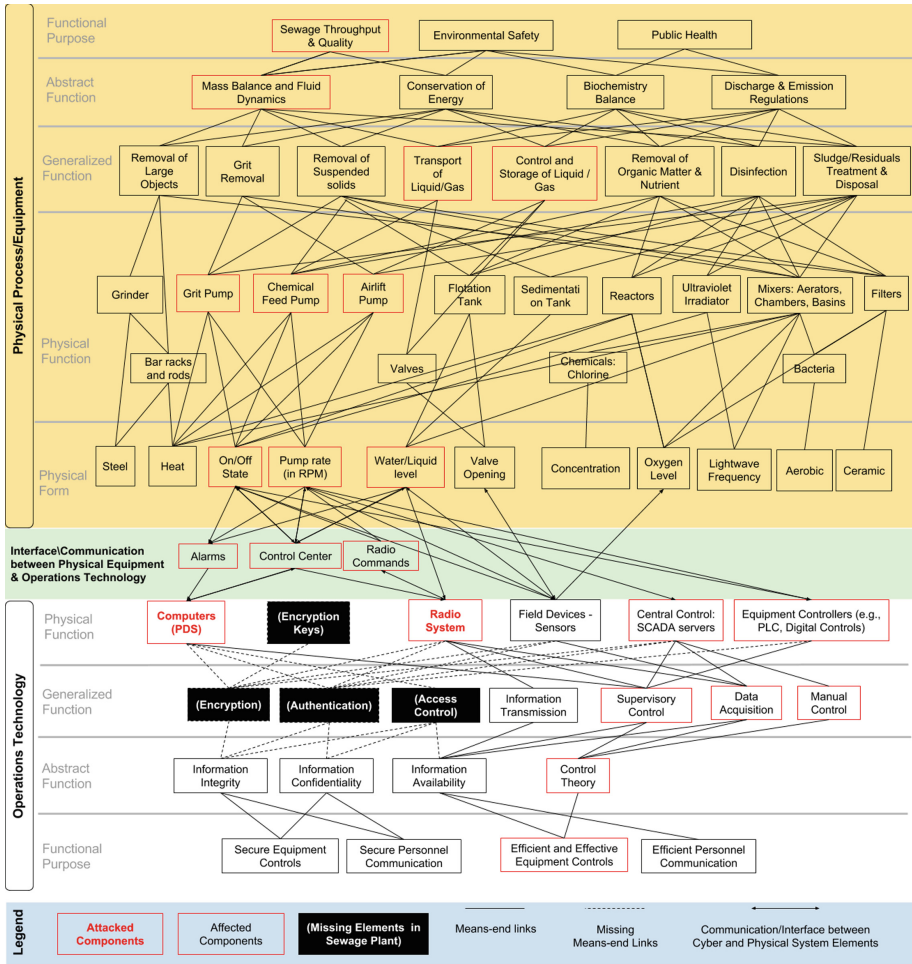 Physical Process/Equipment
Functional
Purpose
Sewage Throughput
& Quality
Environmental Safety
Public Health
Abstract
Function
Mass Balance and Fluid
Dynamics
Conservation of
Energy
Biochemistry
Balance
Discharge & Emission
Regulations
Generalized
Function
Removal of
Large
Objects
Grit
Removal
Removal of
Suspended
solids
Transport
of
Liquid/Gas
Control and
Storage of Liquid /
Gas
Removal of
Organic Matter &
Nutrient
Disinfection
Sludge/Residuals
Treatment &
Disposal
Physical
Function
Grinder
Grit Pump
Chemical
Feed Pump
Airlift
Pump
Flotation
Tank
Sedimentati
on Tank
Reactors
Ultraviolet
Irradiator
Mixers: Aerators,
Chambers, Basins
Filters
Bar racks
and rods
Valves
Chemicals:
Chlorine
Bacteria
Physical
Form
Steel
Heat
On/Off
State
Pump rate
(in RPM)
Water/Liquid
level
Valve
Opening
Concentration
Oxygen
Level
Lightwave
Frequency
Aerobic
Ceramic
Interface\Communication
between Physical Equipment
& Operations Technology
Alarms
Control Center
Radio
Commands
Operations Technology
Physical
Function
Computers
(PDS)
(Encryption
Keys)
Radio
System
Field Devices -
Sensors
Central Control:
SCADA servers
Equipment Controllers (e.g.,
PLC, Digital Controls)
Generalized
Function
(Encryption)
(Authentication)
(Access
Control)
Information
Transmission
Supervisory
Control
Data
Acquisition
Manual
Control
Abstract
Function
Information
Integrity
Information
Confidentiality
Information
Availability
Control
Theory
Functional
Purpose
Secure Equipment
Controls
Secure Personnel
Communication
Efficient and Effective
Equipment Controls
Efficient Personnel
Communication
Legend
Attacked
Components
Affected
Components
(Missing Elements in
Sewage Plant)
Means-end links
Missing
Means-end Links
Communication/Interface between
Cyber and Physical System Elements